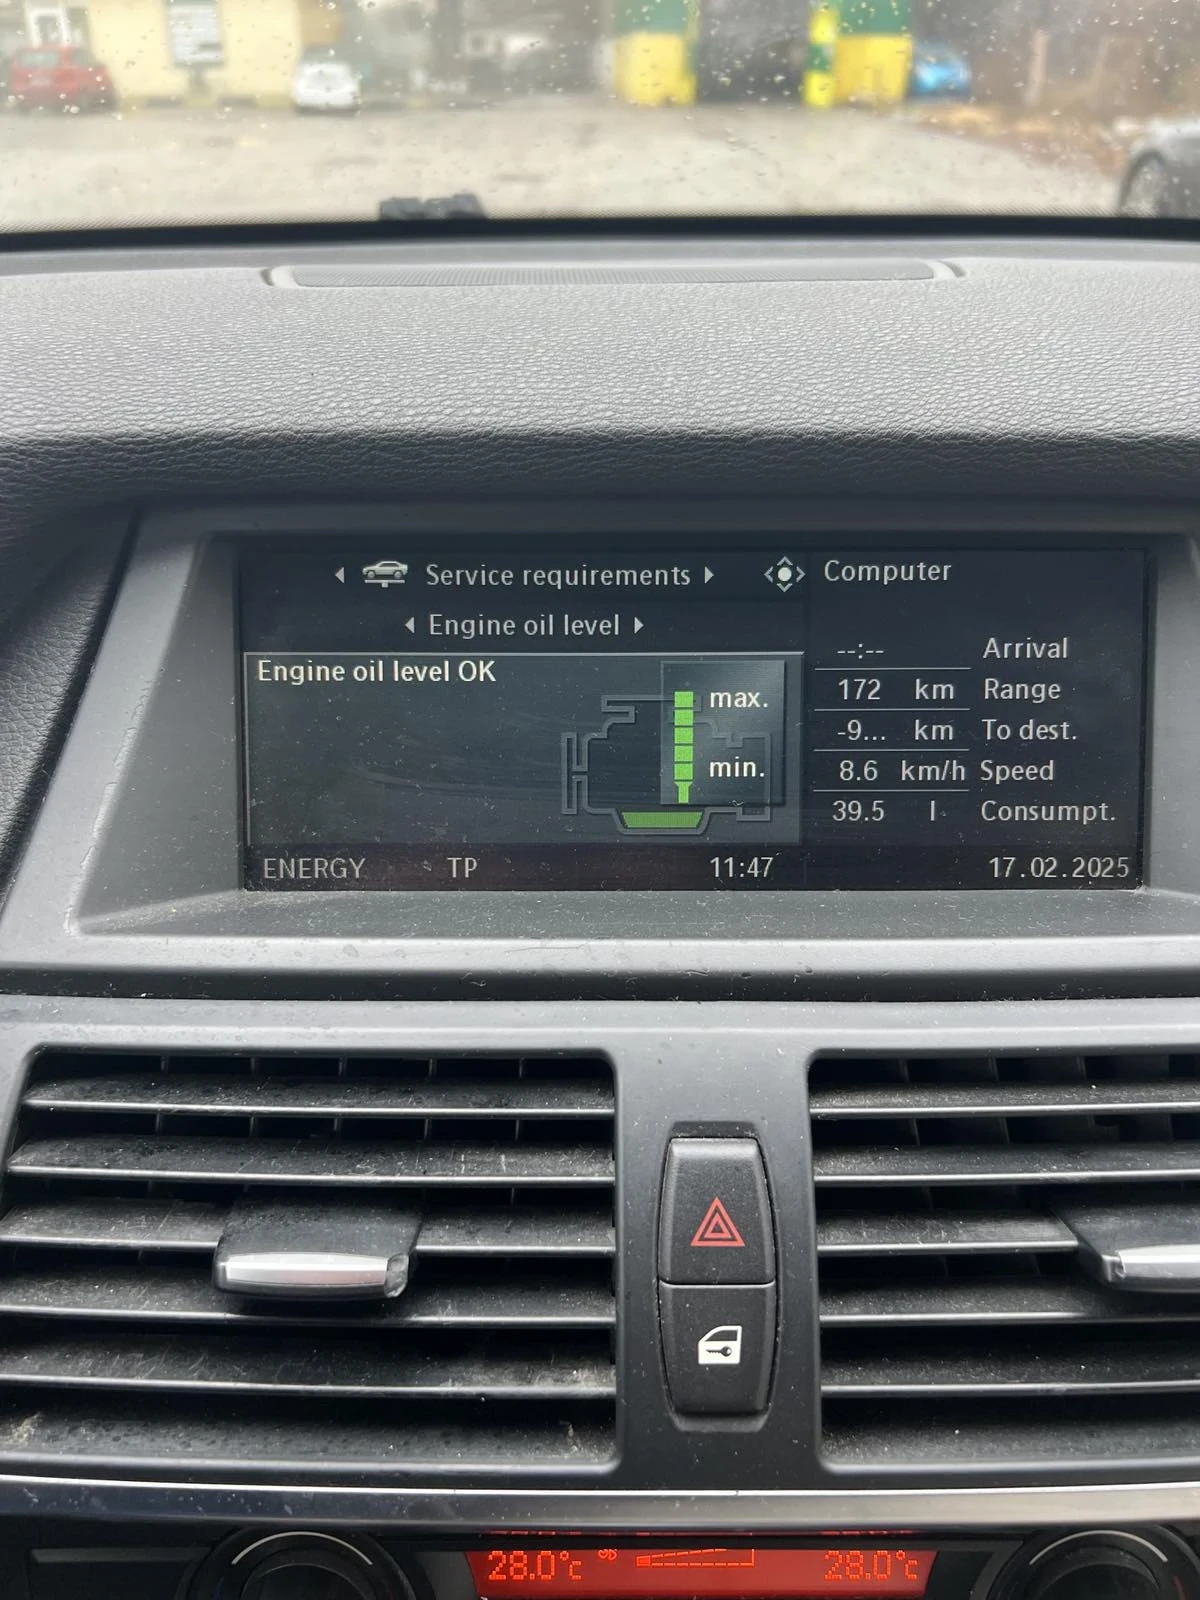 Service requirements
Engine oil level
Engine oil level OK
max.
min.
Computer
--:-- Arrival
172 km Range
-9... km To dest.
8.6 km/h Speed
39.5 l Consumpt.
ENERGY TP 11:47 17.02.2025
28.0°c 28.0°c